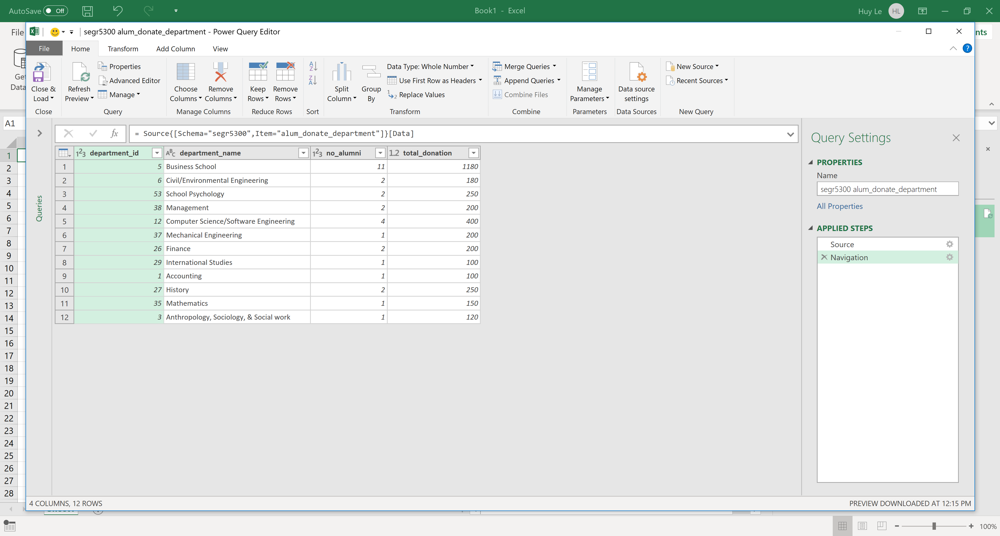 AutoSave Off
Book1 - Excel
Huy Le HL
File
segr5300 alum_donate_department - Power Query Editor
nts
File Home Transform Add Column View
?
Get
Data
Close &
Load
Close
Refresh
Preview
Properties
Advanced Editor
Manage
Query
Choose
Columns
Remove
Columns
Manage Columns
Keep
Rows
Remove
Rows
Reduce Rows
Sort
Split
Column
Group
By
Data Type: Whole Number
Use First Row as Headers
Replace Values
Transform
Merge Queries
Append Queries
Combine Files
Combine
Manage
Parameters
Parameters
Data source
settings
Data Sources
New Source
Recent Sources
New Query
A1
fx = Source{[Schema="segr5300",Item="alum_donate_department"]}[Data]
Queries
department_id department_name no_alumni total_donation
1 5 Business School 11 1180
2 6 Civil/Environmental Engineering 2 180
3 53 School Psychology 2 250
4 38 Management 2 200
5 12 Computer Science/Software Engineering 4 400
6 37 Mechanical Engineering 1 200
7 26 Finance 2 200
8 29 International Studies 1 100
9 1 Accounting 1 100
10 27 History 2 250
11 35 Mathematics 1 150
12 3 Anthropology, Sociology, & Social work 1 120
Query Settings
PROPERTIES
Name
segr5300 alum_donate_department
All Properties
APPLIED STEPS
Source
Navigation
1
2
3
4
5
6
7
8
9
10
11
12
13
14
15
16
17
18
19
20
21
22
23
24
25
26
27
28
4 COLUMNS, 12 ROWS
PREVIEW DOWNLOADED AT 12:15 PM
100%